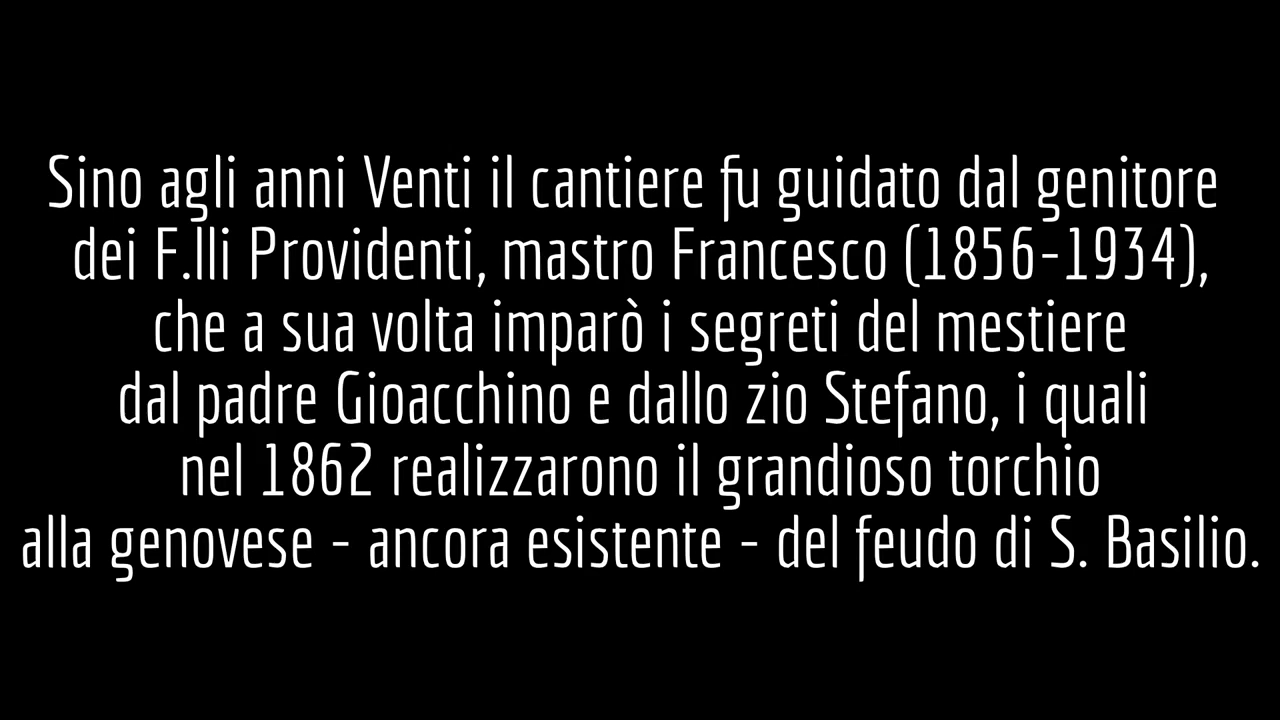 Sino agli anni Venti il cantiere fu guidato dal genitore
dei F.lli Providenti, mastro Francesco (1856-1934),
che a sua volta imparò i segreti del mestiere
dal padre Gioacchino e dallo zio Stefano, i quali
nel 1862 realizzarono il grandioso torchio
alla genovese - ancora esistente - del feudo di S. Basilio.